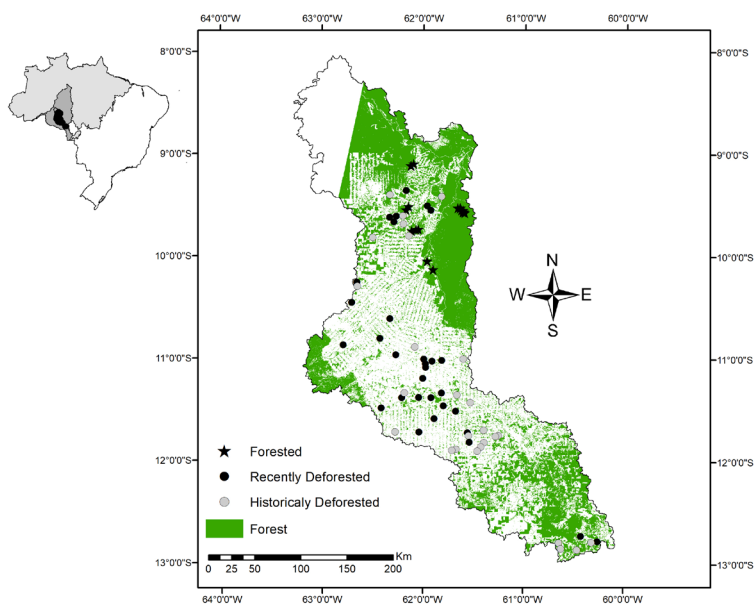 64°0'0"W 63°0'0"W 62°0'0"W 61°0'0"W 60°0'0"W
8°0'0"S 8°0'0"S
9°0'0"S 9°0'0"S
10°0'0"S 10°0'0"S
N
W E
S
11°0'0"S 11°0'0"S
Forested
Recently Deforested
12°0'0"S 12°0'0"S
Historicaly Deforested
Forest
Km
13°0'0"S 13°0'0"S
0 25 50 100 150 200
64°0'0"W 63°0'0"W 62°0'0"W 61°0'0"W 60°0'0"W